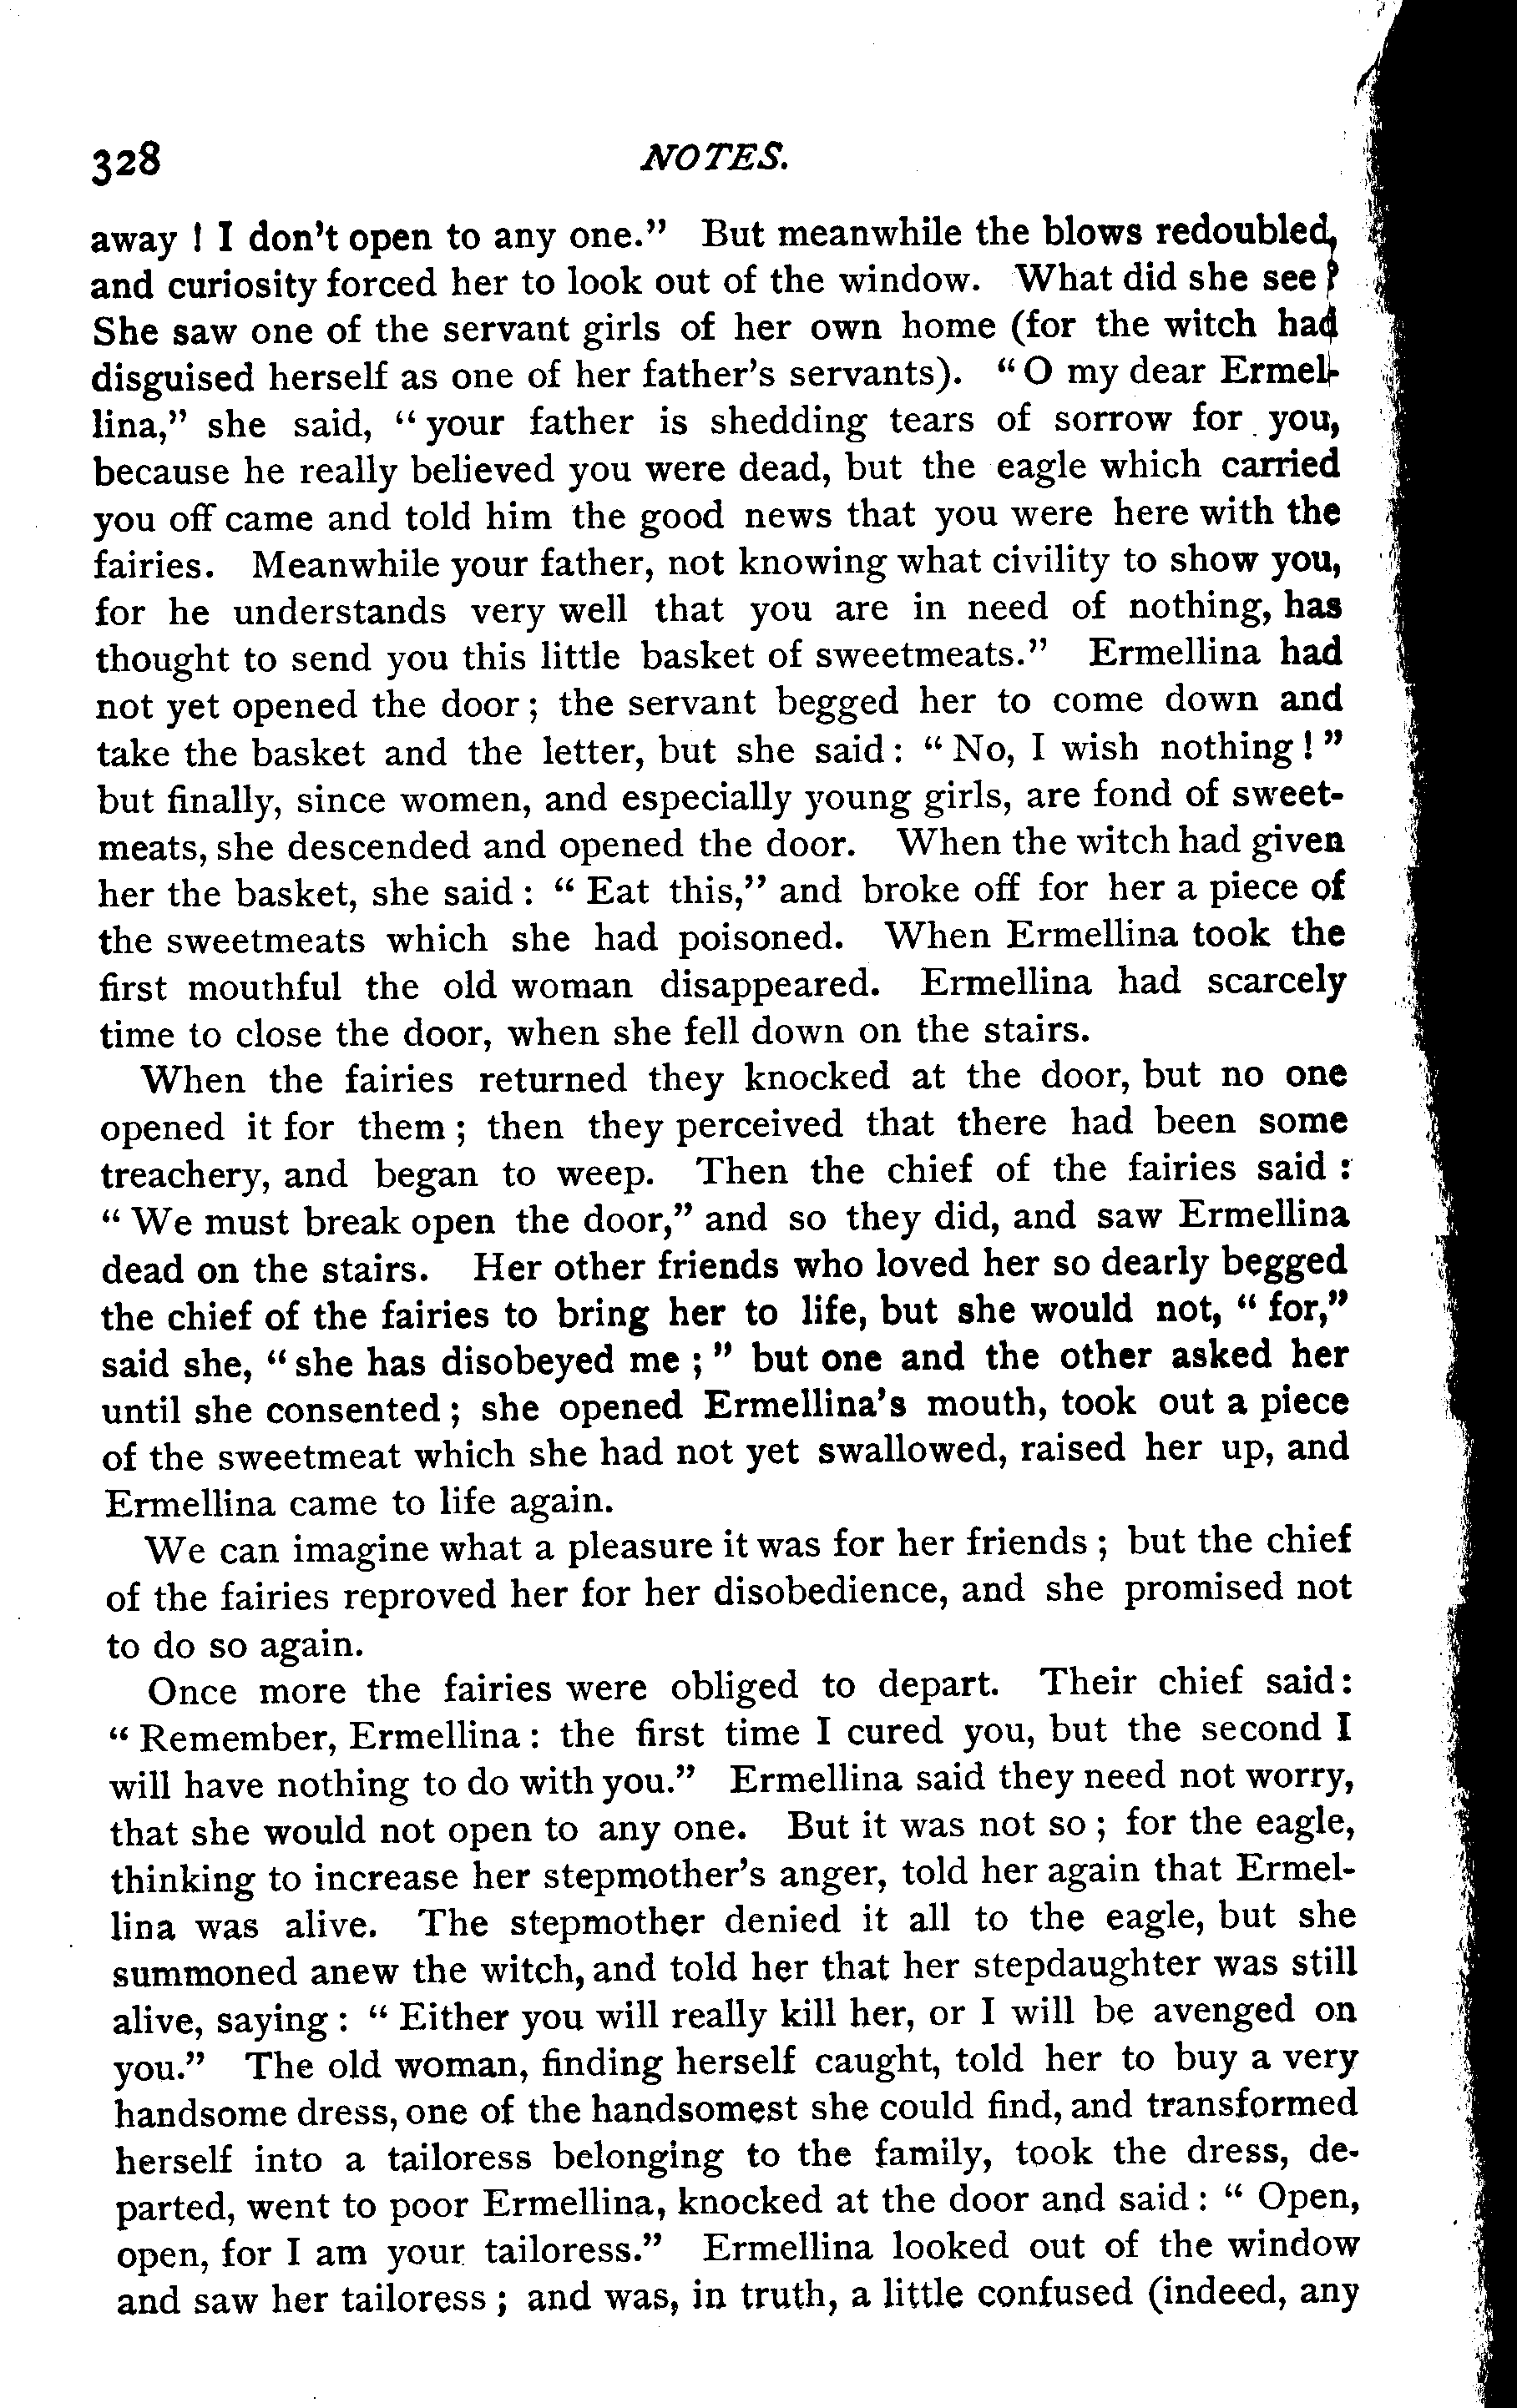 328 NOTES.
away ! I don't open to any one." But meanwhile the blows redoubled,
and curiosity forced her to look out of the window. What did she see ?
She saw one of the servant girls of her own home (for the witch had
disguised herself as one of her father's servants). "O my dear Ermel-
lina," she said, "your father is shedding tears of sorrow for you,
because he really believed you were dead, but the eagle which carried
you off came and told him the good news that you were here with the
fairies. Meanwhile your father, not knowing what civility to show you,
for he understands very well that you are in need of nothing, has
thought to send you this little basket of sweetmeats." Ermellina had
not yet opened the door ; the servant begged her to come down and
take the basket and the letter, but she said : "No, I wish nothing ! "
but finally, since women, and especially young girls, are fond of sweet-
meats, she descended and opened the door. When the witch had given
her the basket, she said : "Eat this," and broke off for her a piece of
the sweetmeats which she had poisoned. When Ermellina took the
first mouthful the old woman disappeared. Ermellina had scarcely
time to close the door, when she fell down on the stairs.
When the fairies returned they knocked at the door, but no one
opened it for them ; then they perceived that there had been some
treachery, and began to weep. Then the chief of the fairies said :
"We must break open the door," and so they did, and saw Ermellina
dead on the stairs. Her other friends who loved her so dearly begged
the chief of the fairies to bring her to life, but she would not, "for,"
said she, "she has disobeyed me ; " but one and the other asked her
until she consented ; she opened Ermellina's mouth, took out a piece
of the sweetmeat which she had not yet swallowed, raised her up, and
Ermellina came to life again.
We can imagine what a pleasure it was for her friends ; but the chief
of the fairies reproved her for her disobedience, and she promised not
to do so again.
Once more the fairies were obliged to depart. Their chief said:
"Remember, Ermellina : the first time I cured you, but the second I
will have nothing to do with you." Ermellina said they need not worry,
that she would not open to any one. But it was not so ; for the eagle,
thinking to increase her stepmother's anger, told her again that Ermel-
lina was alive. The stepmother denied it all to the eagle, but she
summoned anew the witch, and told her that her stepdaughter was still
alive, saying : "Either you will really kill her, or I will be avenged on
you." The old woman, finding herself caught, told her to buy a very
handsome dress, one of the handsomest she could find, and transformed
herself into a tailoress belonging to the family, took the dress, de-
parted, went to poor Ermellina, knocked at the door and said : "Open,
open, for I am your tailoress." Ermellina looked out of the window
and saw her tailoress ; and was, in truth, a little confused (indeed, any